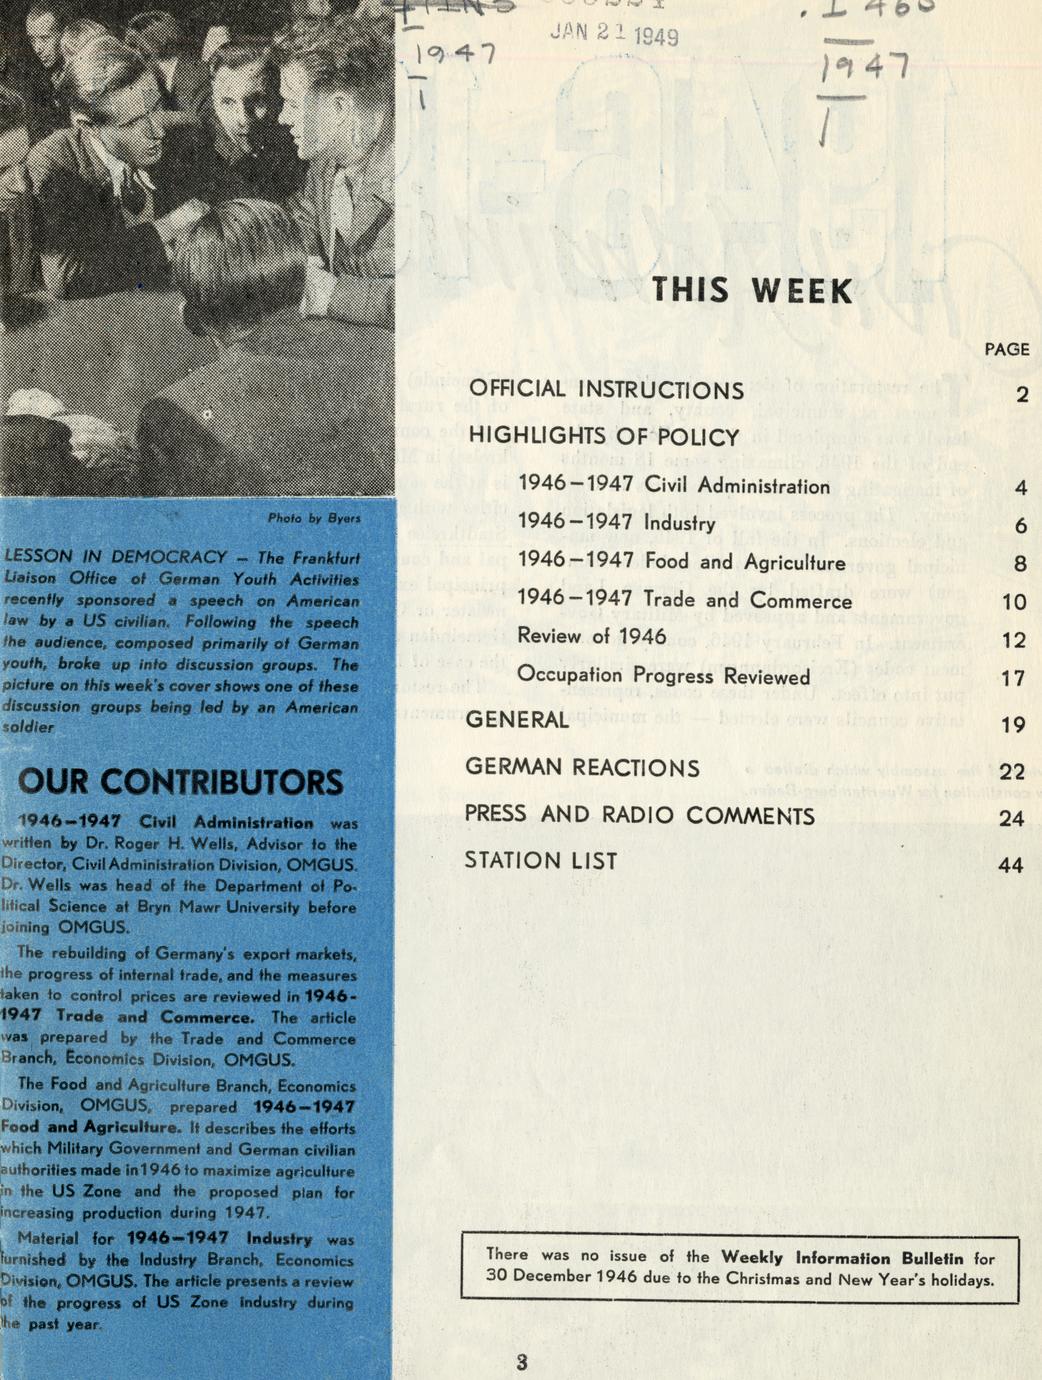 JAN 21 1949
1947
1
.I 466
1947
1
Photo by Byers
LESSON IN DEMOCRACY — The Frankfurt
Liaison Office of German Youth Activities
recently sponsored a speech on American
law by a US civilian. Following the speech
the audience, composed primarily of German
youth, broke up into discussion groups. The
picture on this week's cover shows one of these
discussion groups being led by an American
soldier
OUR CONTRIBUTORS
1946—1947 Civil Administration was
written by Dr. Roger H. Wells, Advisor to the
Director, Civil Administration Division, OMGUS.
Dr. Wells was head of the Department of Po-
litical Science at Bryn Mawr University before
joining OMGUS.
The rebuilding of Germany's export markets,
the progress of internal trade, and the measures
taken to control prices are reviewed in 1946-
1947 Trade and Commerce. The article
was prepared by the Trade and Commerce
Branch, Economics Division, OMGUS.
The Food and Agriculture Branch, Economics
Division, OMGUS, prepared 1946—1947
Food and Agriculture. It describes the efforts
which Military Government and German civilian
authorities made in 1946 to maximize agriculture
in the US Zone and the proposed plan for
increasing production during 1947.
Material for 1946—1947 Industry was
furnished by the Industry Branch, Economics
Division, OMGUS. The article presents a review
of the progress of US Zone industry during
the past year.
THIS WEEK
PAGE
OFFICIAL INSTRUCTIONS 2
HIGHLIGHTS OF POLICY
1946—1947 Civil Administration 4
1946—1947 Industry 6
1946—1947 Food and Agriculture 8
1946—1947 Trade and Commerce 10
Review of 1946 12
Occupation Progress Reviewed 17
GENERAL 19
GERMAN REACTIONS 22
PRESS AND RADIO COMMENTS 24
STATION LIST 44
There was no issue of the Weekly Information Bulletin for
30 December 1946 due to the Christmas and New Year's holidays.
3